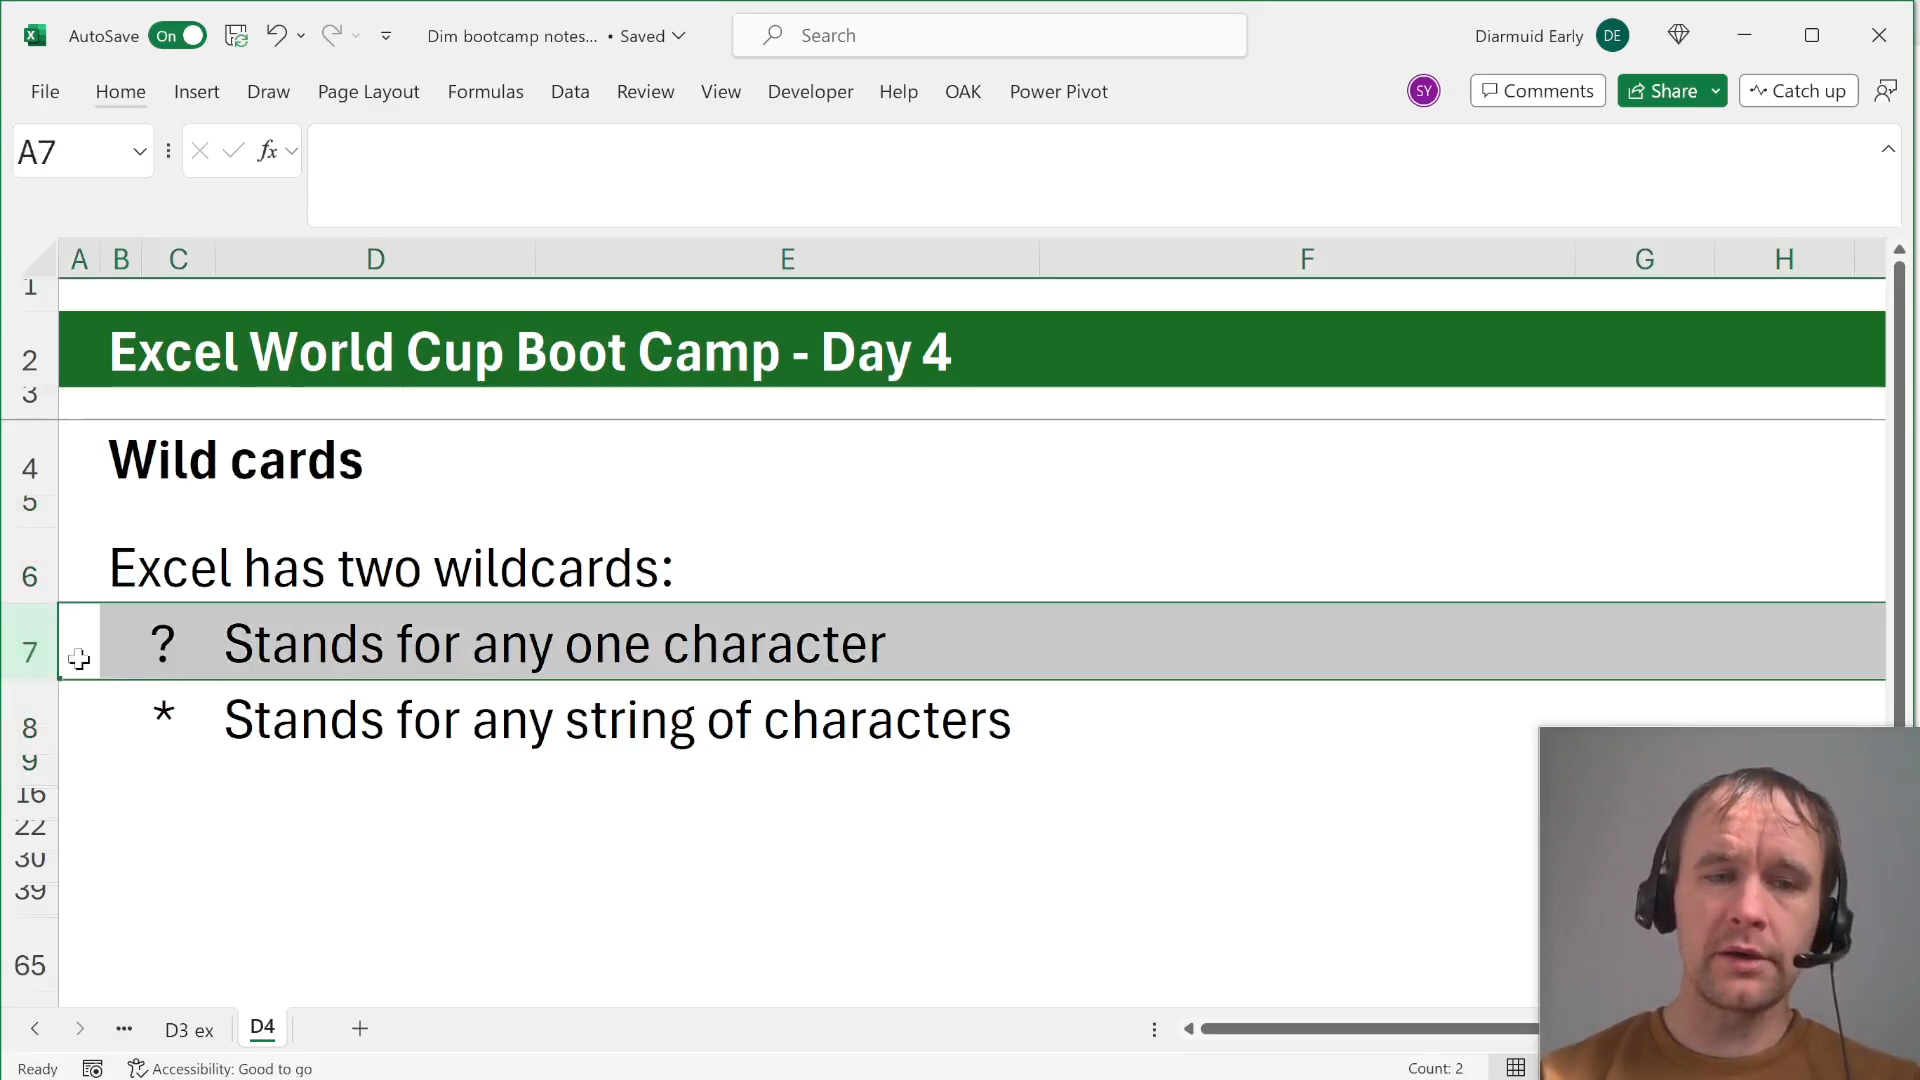 AutoSave On Dim bootcamp notes... • Saved Search Diarmuid Early DE
File Home Insert Draw Page Layout Formulas Data Review View Developer Help OAK Power Pivot SY Comments Share Catch up
A7 fx
A B C D E F G H
1
2 Excel World Cup Boot Camp - Day 4
3
4 Wild cards
5
6 Excel has two wildcards:
7 ? Stands for any one character
8 * Stands for any string of characters
9
16
22
30
39
65
... D3 ex D4 +
Ready Accessibility: Good to go Count: 2